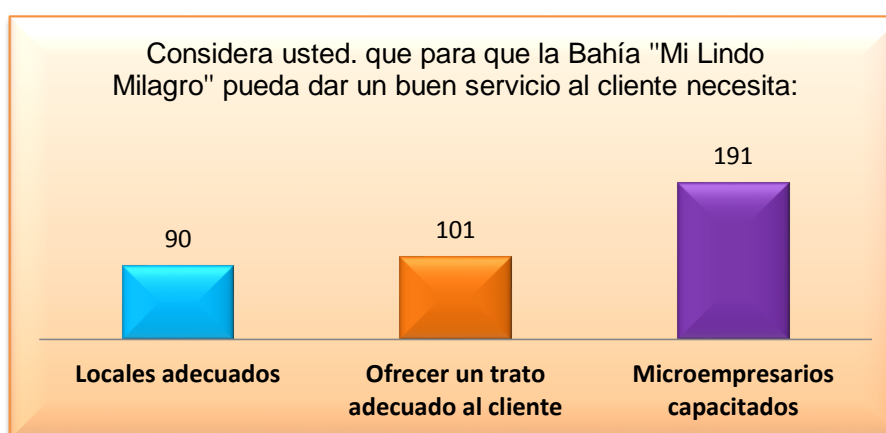 Considera usted. que para que la Bahía "Mi Lindo
Milagro" pueda dar un buen servicio al cliente necesita:
191
101
90
Locales adecuados
Ofrecer un trato
adecuado al cliente
Microempresarios
capacitados